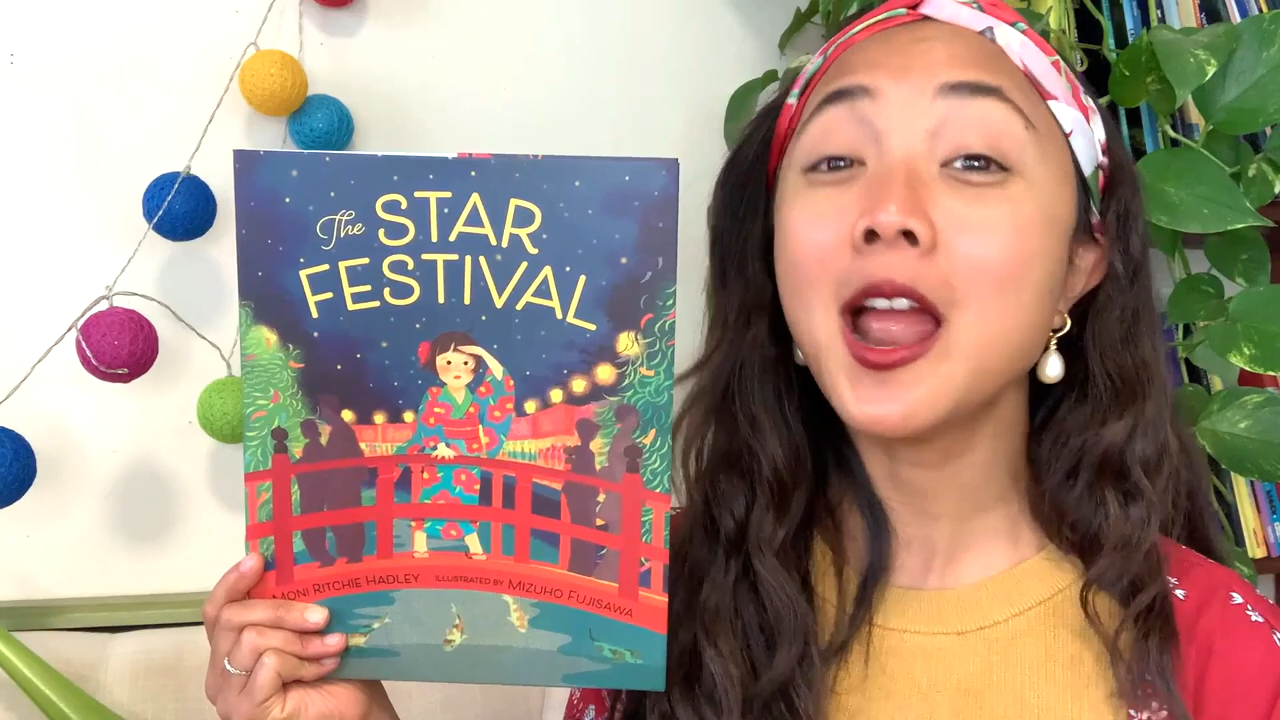 The STAR
FESTIVAL
MONI RITCHIE HADLEY ILLUSTRATED BY MIZUHO FUJISAWA